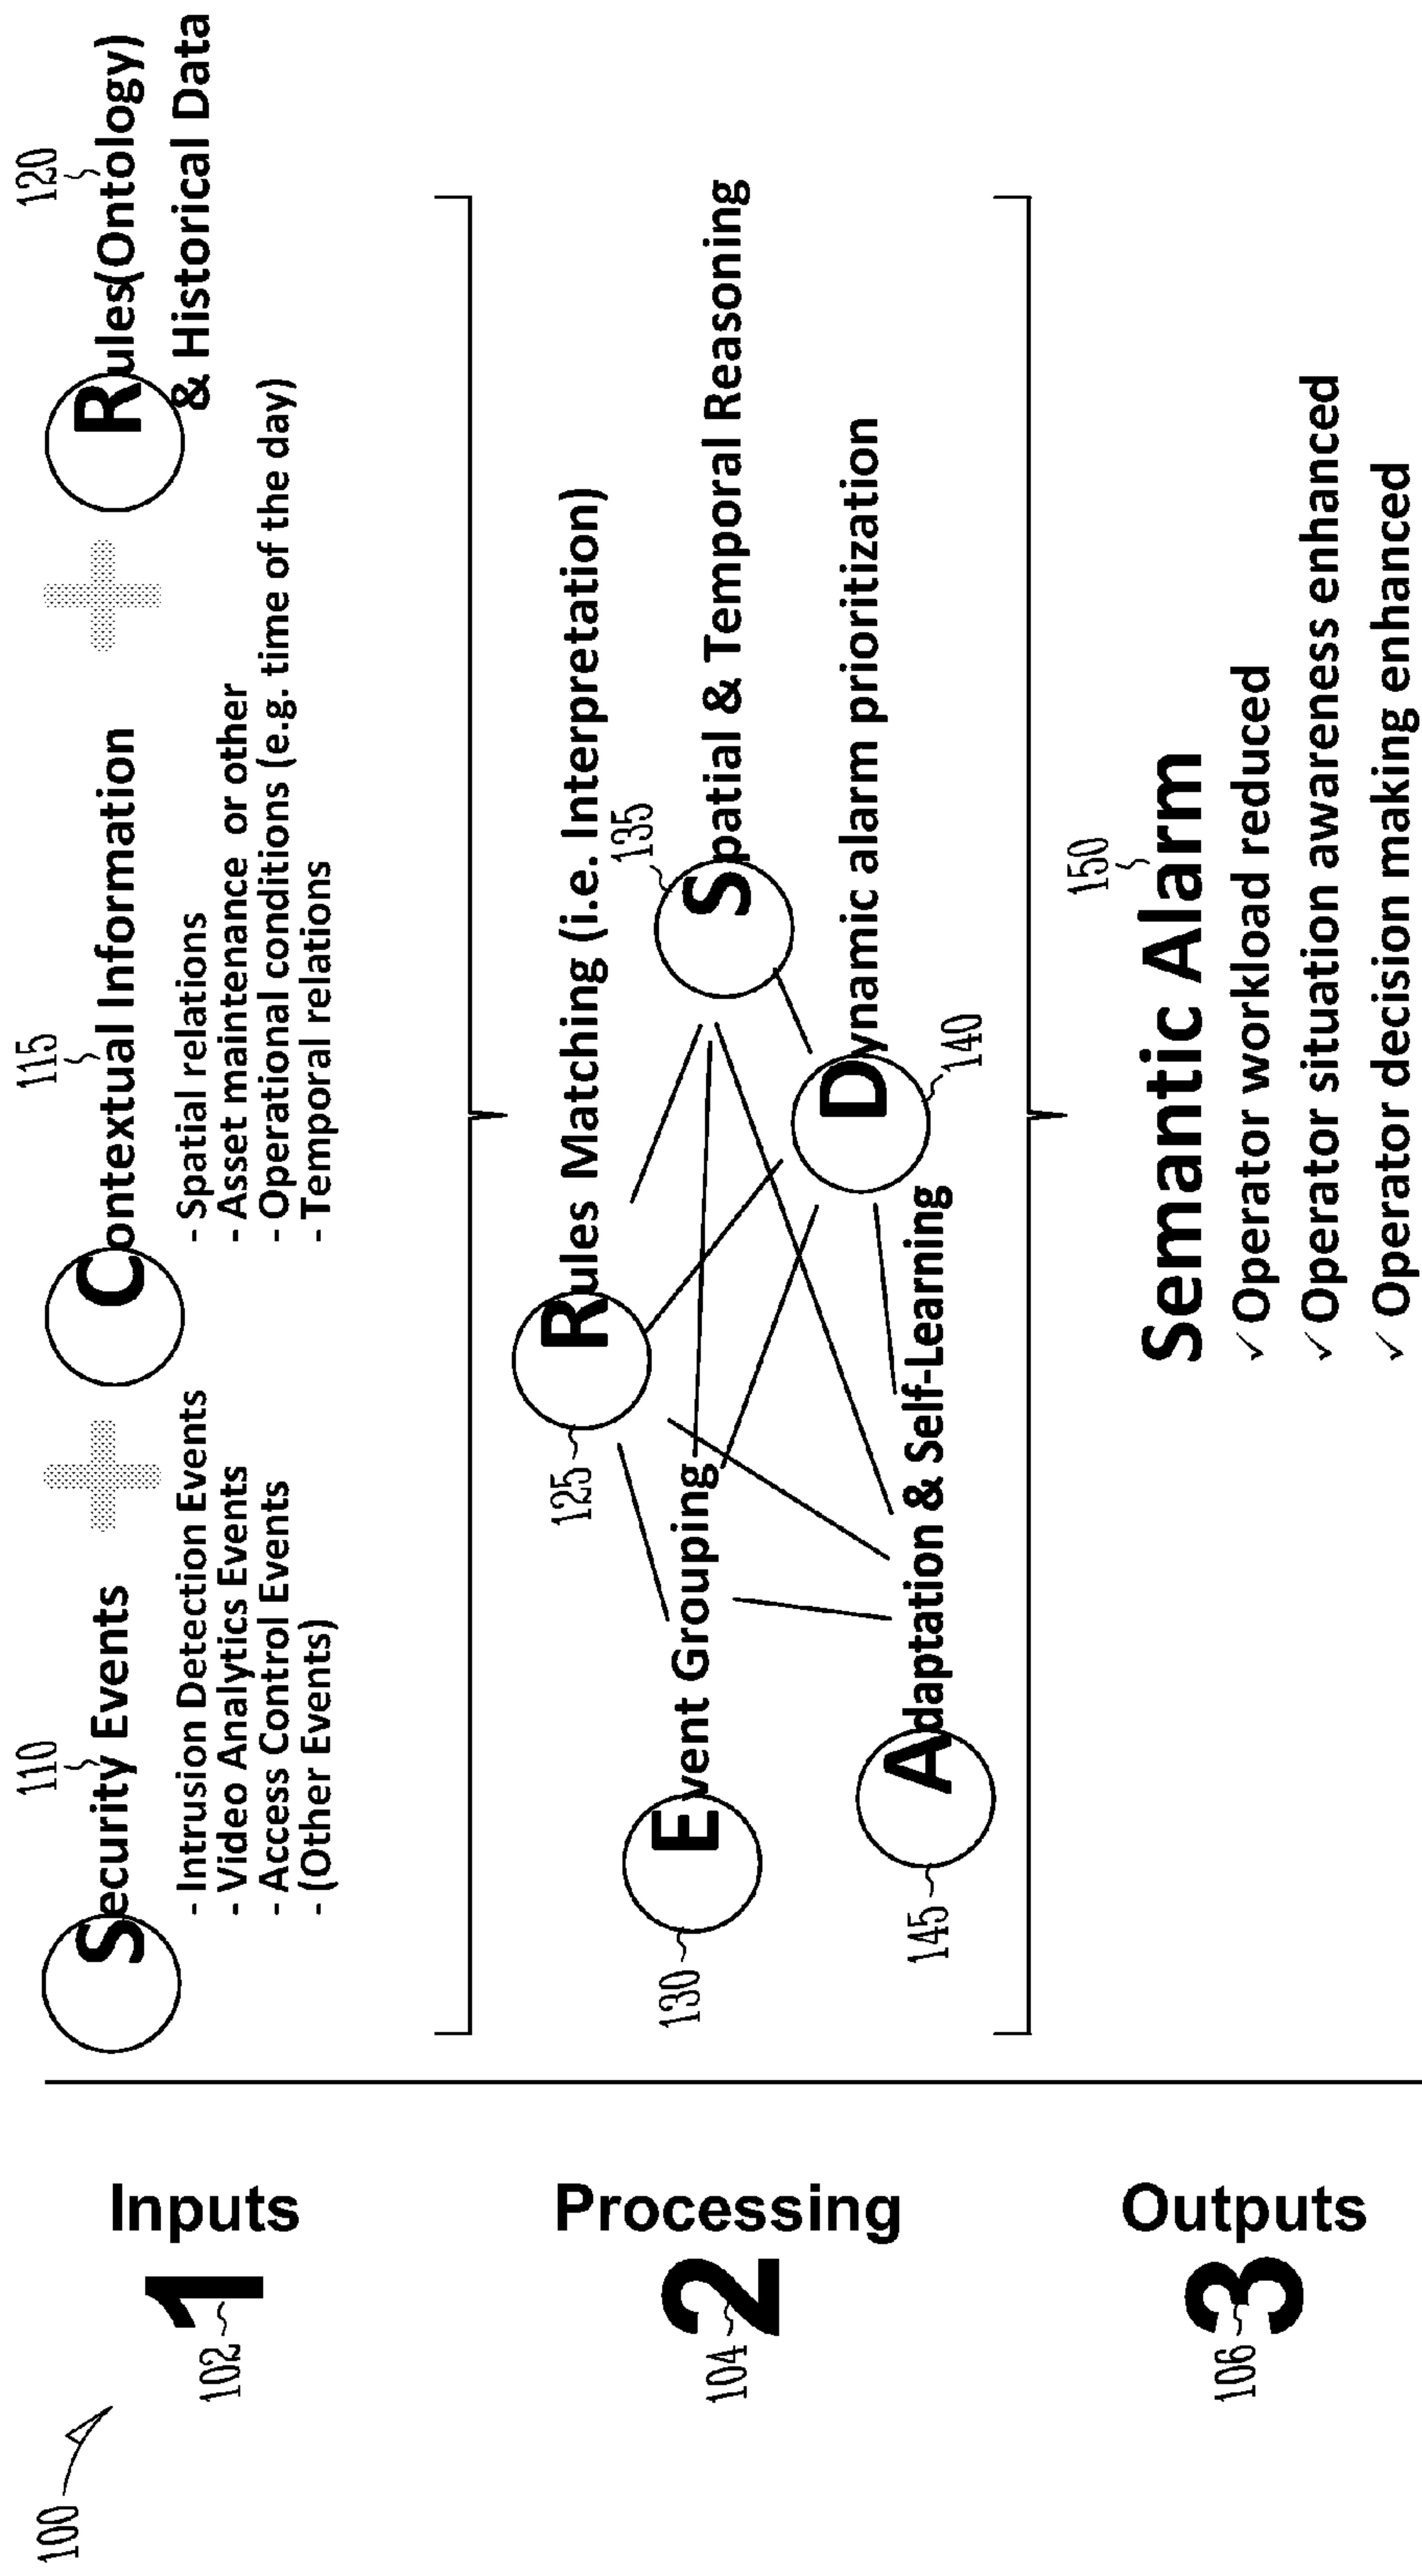 100
102
1 Inputs
110
Security Events
- Intrusion Detection Events
- Video Analytics Events
- Access Control Events
- (Other Events)
115
Contextual Information
- Spatial relations
- Asset maintenance or other
- Operational conditions (e.g. time of the day)
- Temporal relations
120
Rules(Ontology)
& Historical Data
104
2 Processing
125
Rules Matching (i.e. Interpretation)
130
Event Grouping
135
Spatial & Temporal Reasoning
140
Dynamic alarm prioritization
145
Adaptation & Self-Learning
106
3 Outputs
150
Semantic Alarm
✓ Operator workload reduced
✓ Operator situation awareness enhanced
✓ Operator decision making enhanced